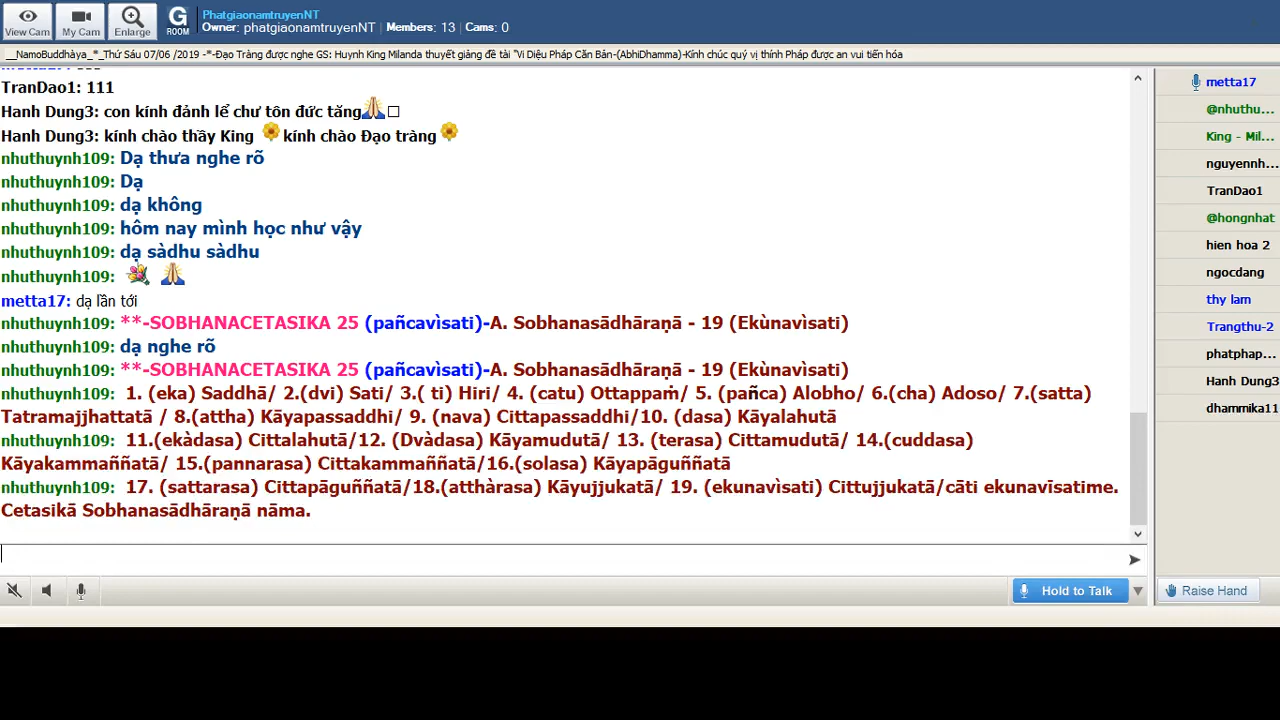 View Cam
My Cam
Enlarge
G
ROOM
PhatgiaonamtruyenNT
Owner: phatgiaonamtruyenNT | Members: 13 | Cams: 0
__NamoBuddhàya_*_Thứ Sáu 07/06 /2019 -*-Đạo Tràng được nghe GS: Huynh King Milanda thuyết giảng đề tài "Vi Diệu Pháp Căn Bản-(AbhiDhamma)-Kính chúc quý vị thính Pháp được an vui tiến hóa
TranDao1: 111
Hanh Dung3: con kính đảnh lể chư tôn đức tăng🙏□
Hanh Dung3: kính chào thầy King 🌼 kính chào Đạo tràng 🌼
nhuthuynh109: Dạ thưa nghe rõ
nhuthuynh109: Dạ
nhuthuynh109: dạ không
nhuthuynh109: hôm nay mình học như vậy
nhuthuynh109: dạ sàdhu sàdhu
nhuthuynh109: 💐 🙏
metta17: dạ lần tới
nhuthuynh109: **-SOBHANACETASIKA 25 (pañcavìsati)-A. Sobhanasādhāraṇā - 19 (Ekùnavìsati)
nhuthuynh109: dạ nghe rõ
nhuthuynh109: **-SOBHANACETASIKA 25 (pañcavìsati)-A. Sobhanasādhāraṇā - 19 (Ekùnavìsati)
nhuthuynh109: 1. (eka) Saddhā/ 2.(dvi) Sati/ 3.( ti) Hiri/ 4. (catu) Ottappaṁ/ 5. (pañca) Alobho/ 6.(cha) Adoso/ 7.(satta)
Tatramajjhattatā / 8.(attha) Kāyapassaddhi/ 9. (nava) Cittapassaddhi/10. (dasa) Kāyalahutā
nhuthuynh109: 11.(ekàdasa) Cittalahutā/12. (Dvàdasa) Kāyamudutā/ 13. (terasa) Cittamudutā/ 14.(cuddasa)
Kāyakammaññatā/ 15.(pannarasa) Cittakammaññatā/16.(solasa) Kāyapāguññatā
nhuthuynh109: 17. (sattarasa) Cittapāguññatā/18.(atthàrasa) Kāyujjukatā/ 19. (ekunavìsati) Cittujjukatā/cāti ekunavīsatime.
Cetasikā Sobhanasādhāraṇā nāma.
Hold to Talk
metta17
@nhuthu...
King - Mil...
nguyennh...
TranDao1
@hongnhat
hien hoa 2
ngocdang
thy lam
Trangthu-2
phatphap...
Hanh Dung3
dhammika11
Raise Hand